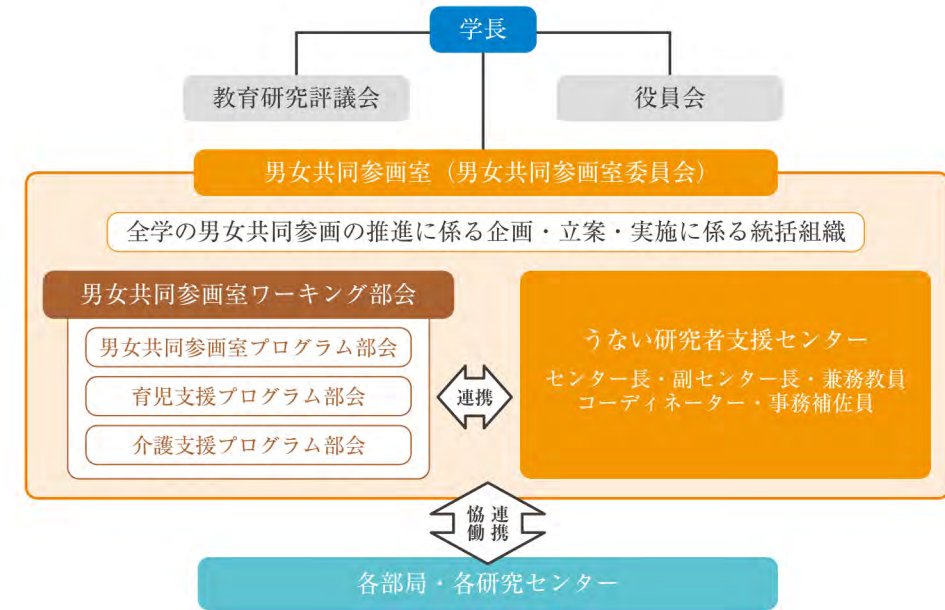 学長
教育研究評議会
役員会
男女共同参画室（男女共同参画室委員会）
全学の男女共同参画の推進に係る企画・立案・実施に係る統括組織
男女共同参画室ワーキング部会
男女共同参画室プログラム部会
育児支援プログラム部会
介護支援プログラム部会
連携
うない研究者支援センター
センター長・副センター長・兼務教員
コーディネーター・事務補佐員
連携
協働
各部局・各研究センター